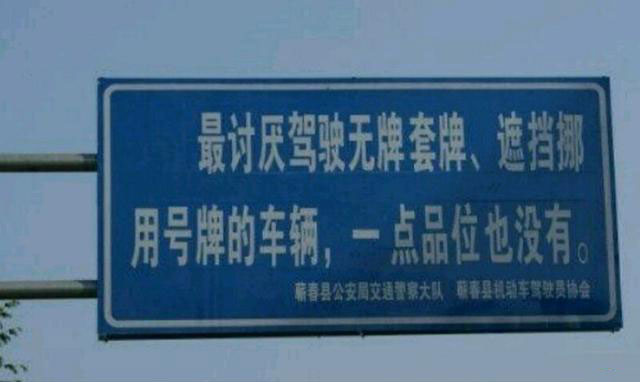 最讨厌驾驶无牌套牌、遮挡挪
用号牌的车辆，一点品位也没有。
蕲春县公安局交通警察大队 蕲春县机动车驾驶员协会